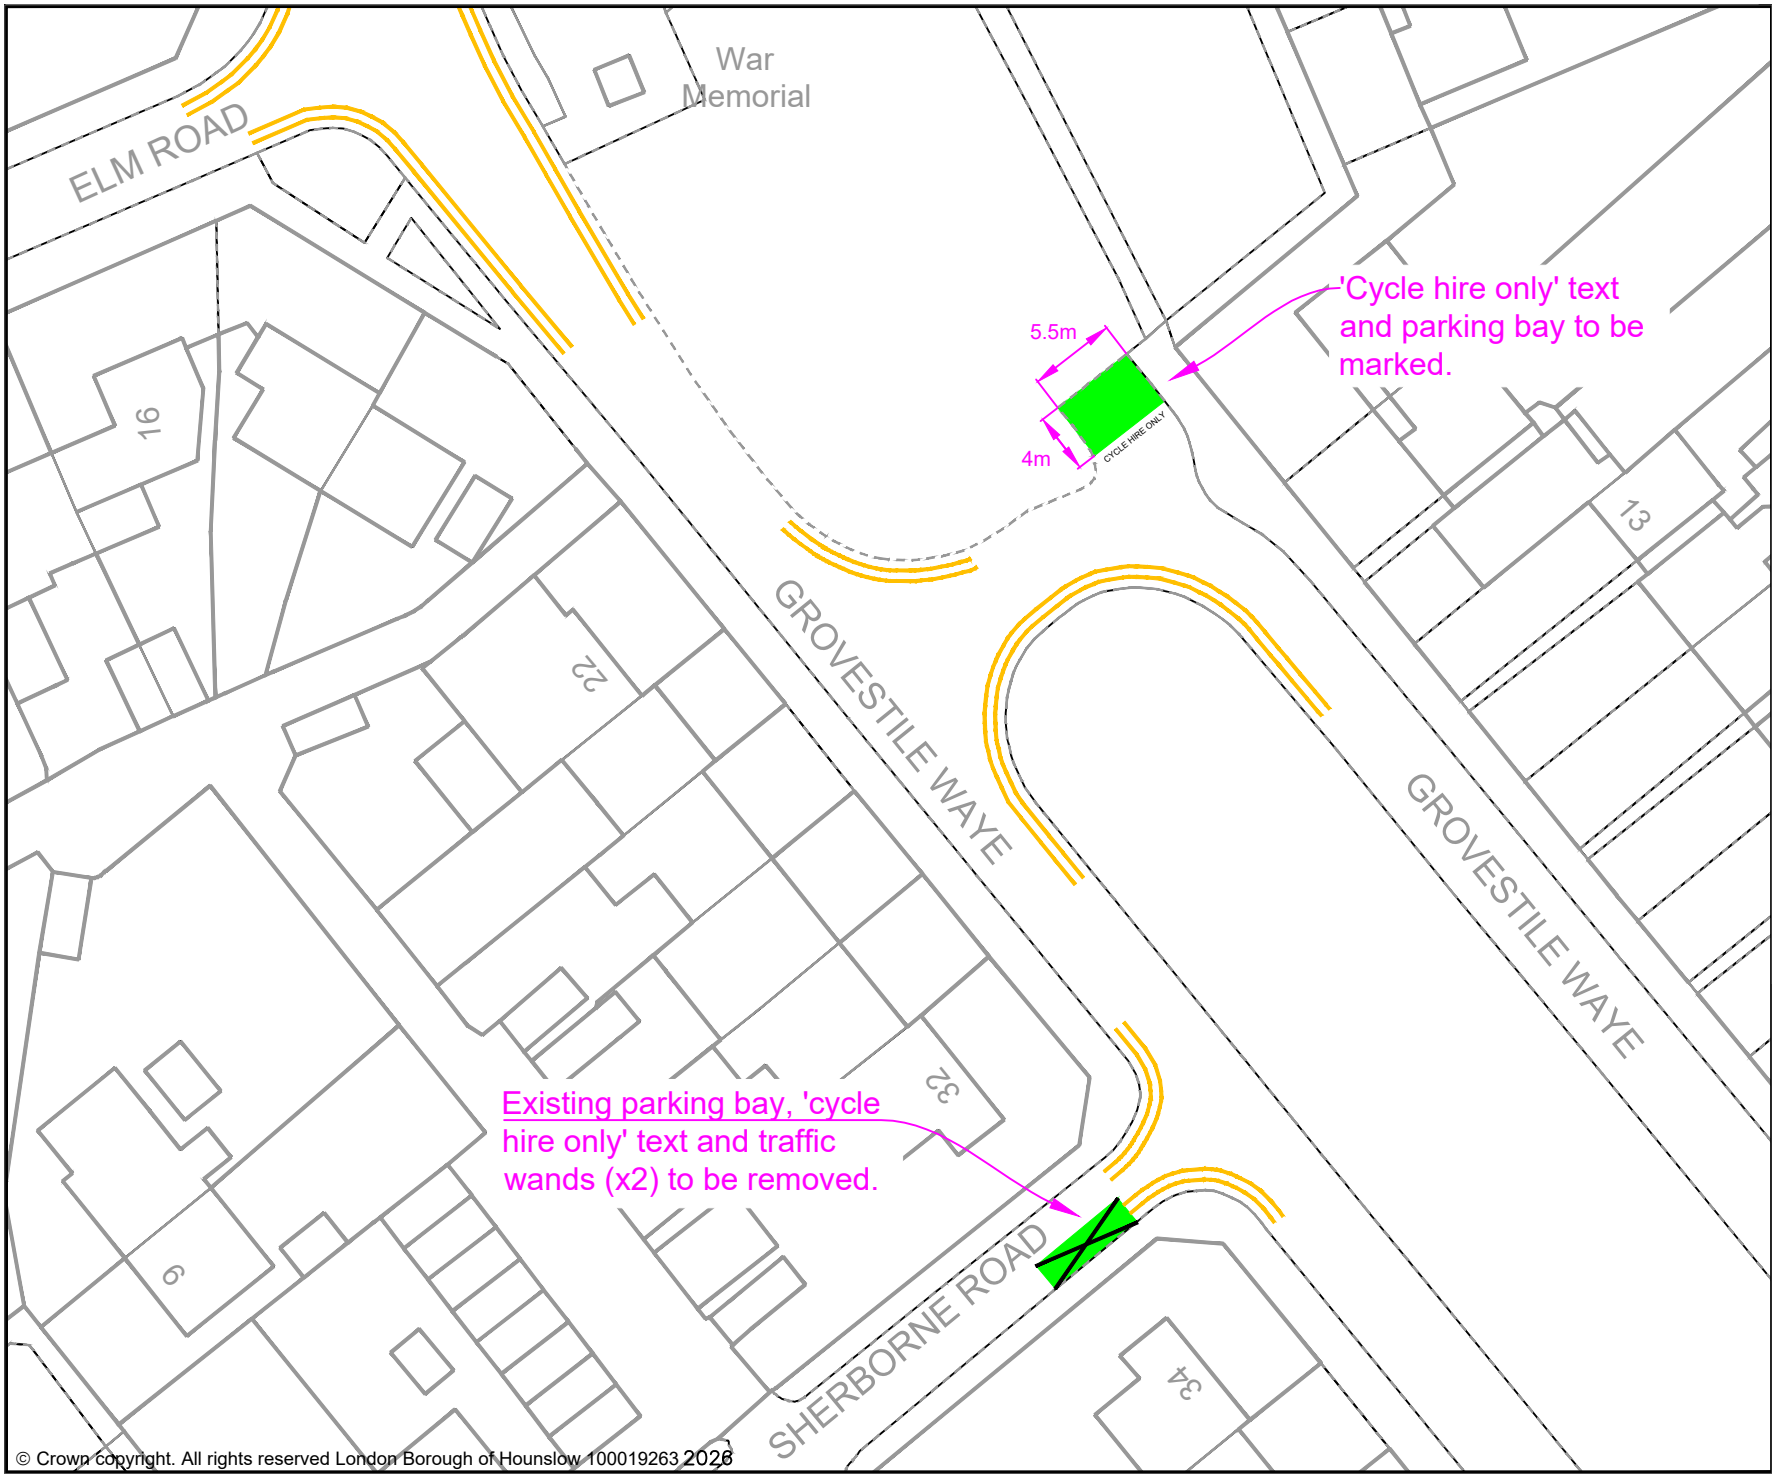 War
Memorial
ELM ROAD
'Cycle hire only' text
and parking bay to be
marked.
5.5m
4m
CYCLE HIRE ONLY
16
13
22
GROVESTILE WAYE
GROVESTILE WAYE
32
Existing parking bay, 'cycle
hire only' text and traffic
wands (x2) to be removed.
9
SHERBORNE ROAD
34
© Crown copyright. All rights reserved London Borough of Hounslow 100019263 2026